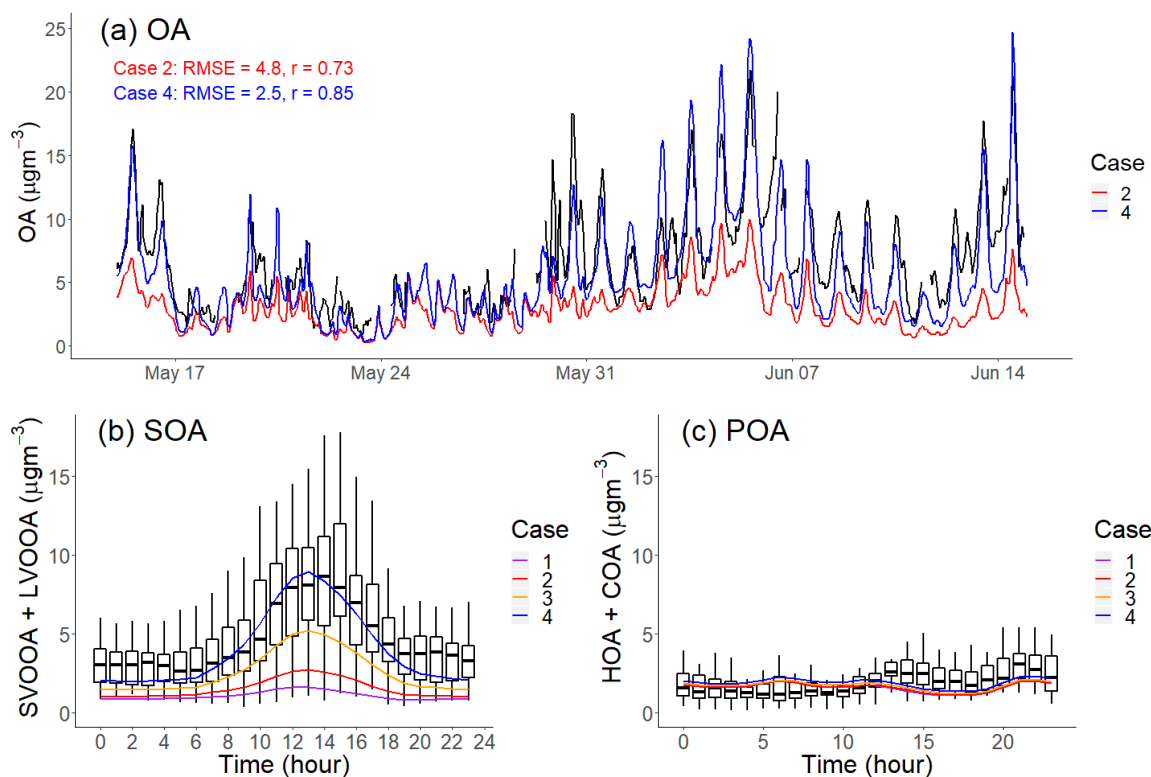 (a) OA
Case 2: RMSE = 4.8, r = 0.73
Case 4: RMSE = 2.5, r = 0.85
OA (μgm⁻³)
25
20
15
10
5
0
May 17 May 24 May 31 Jun 07 Jun 14
Case
2
4
(b) SOA
SVOOA + LVOOA (μgm⁻³)
15
10
5
0
0 2 4 6 8 10 12 14 16 18 20 22 24
Time (hour)
Case
1
2
3
4
(c) POA
HOA + COA (μgm⁻³)
15
10
5
0
0 5 10 15 20
Time (hour)
Case
1
2
3
4